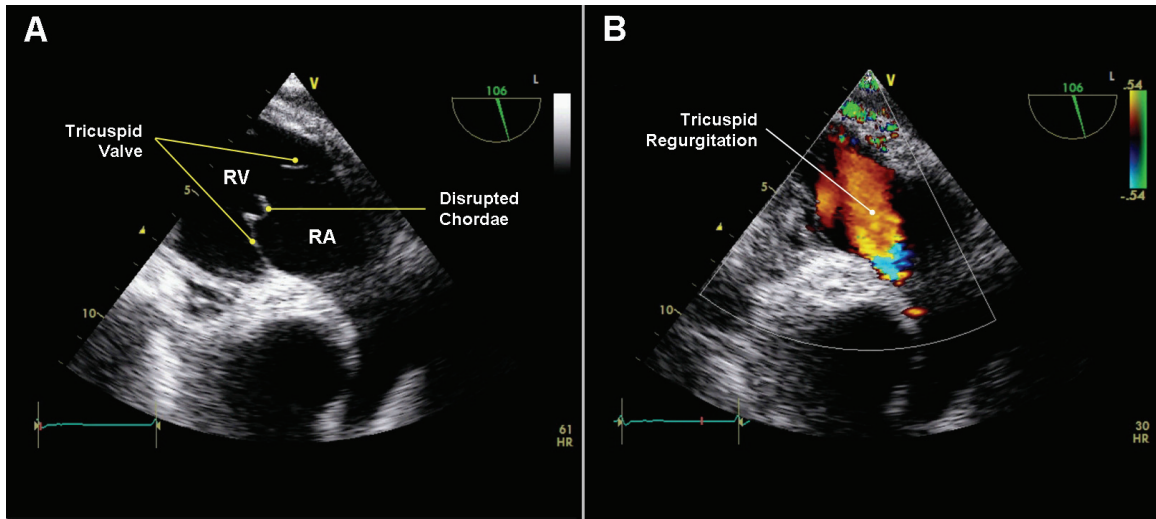 A
V
106
L
Tricuspid
Valve
RV
5
Disrupted
Chordae
RA
10
61
HR
B
V
106
L
.54
Tricuspid
Regurgitation
5
-.54
10
30
HR